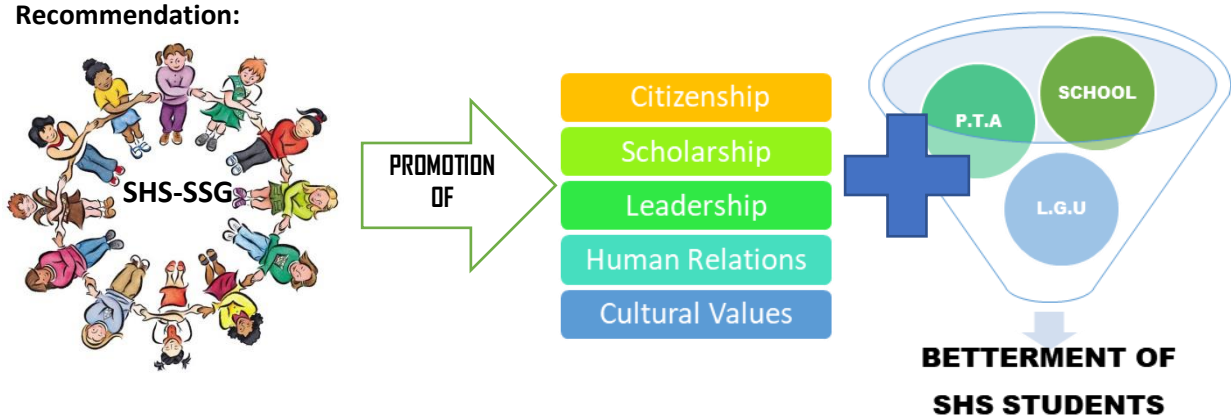 Recommendation:
SHS-SSG
PROMOTION
OF
Citizenship
Scholarship
Leadership
Human Relations
Cultural Values
SCHOOL
P.T.A
L.G.U
BETTERMENT OF
SHS STUDENTS